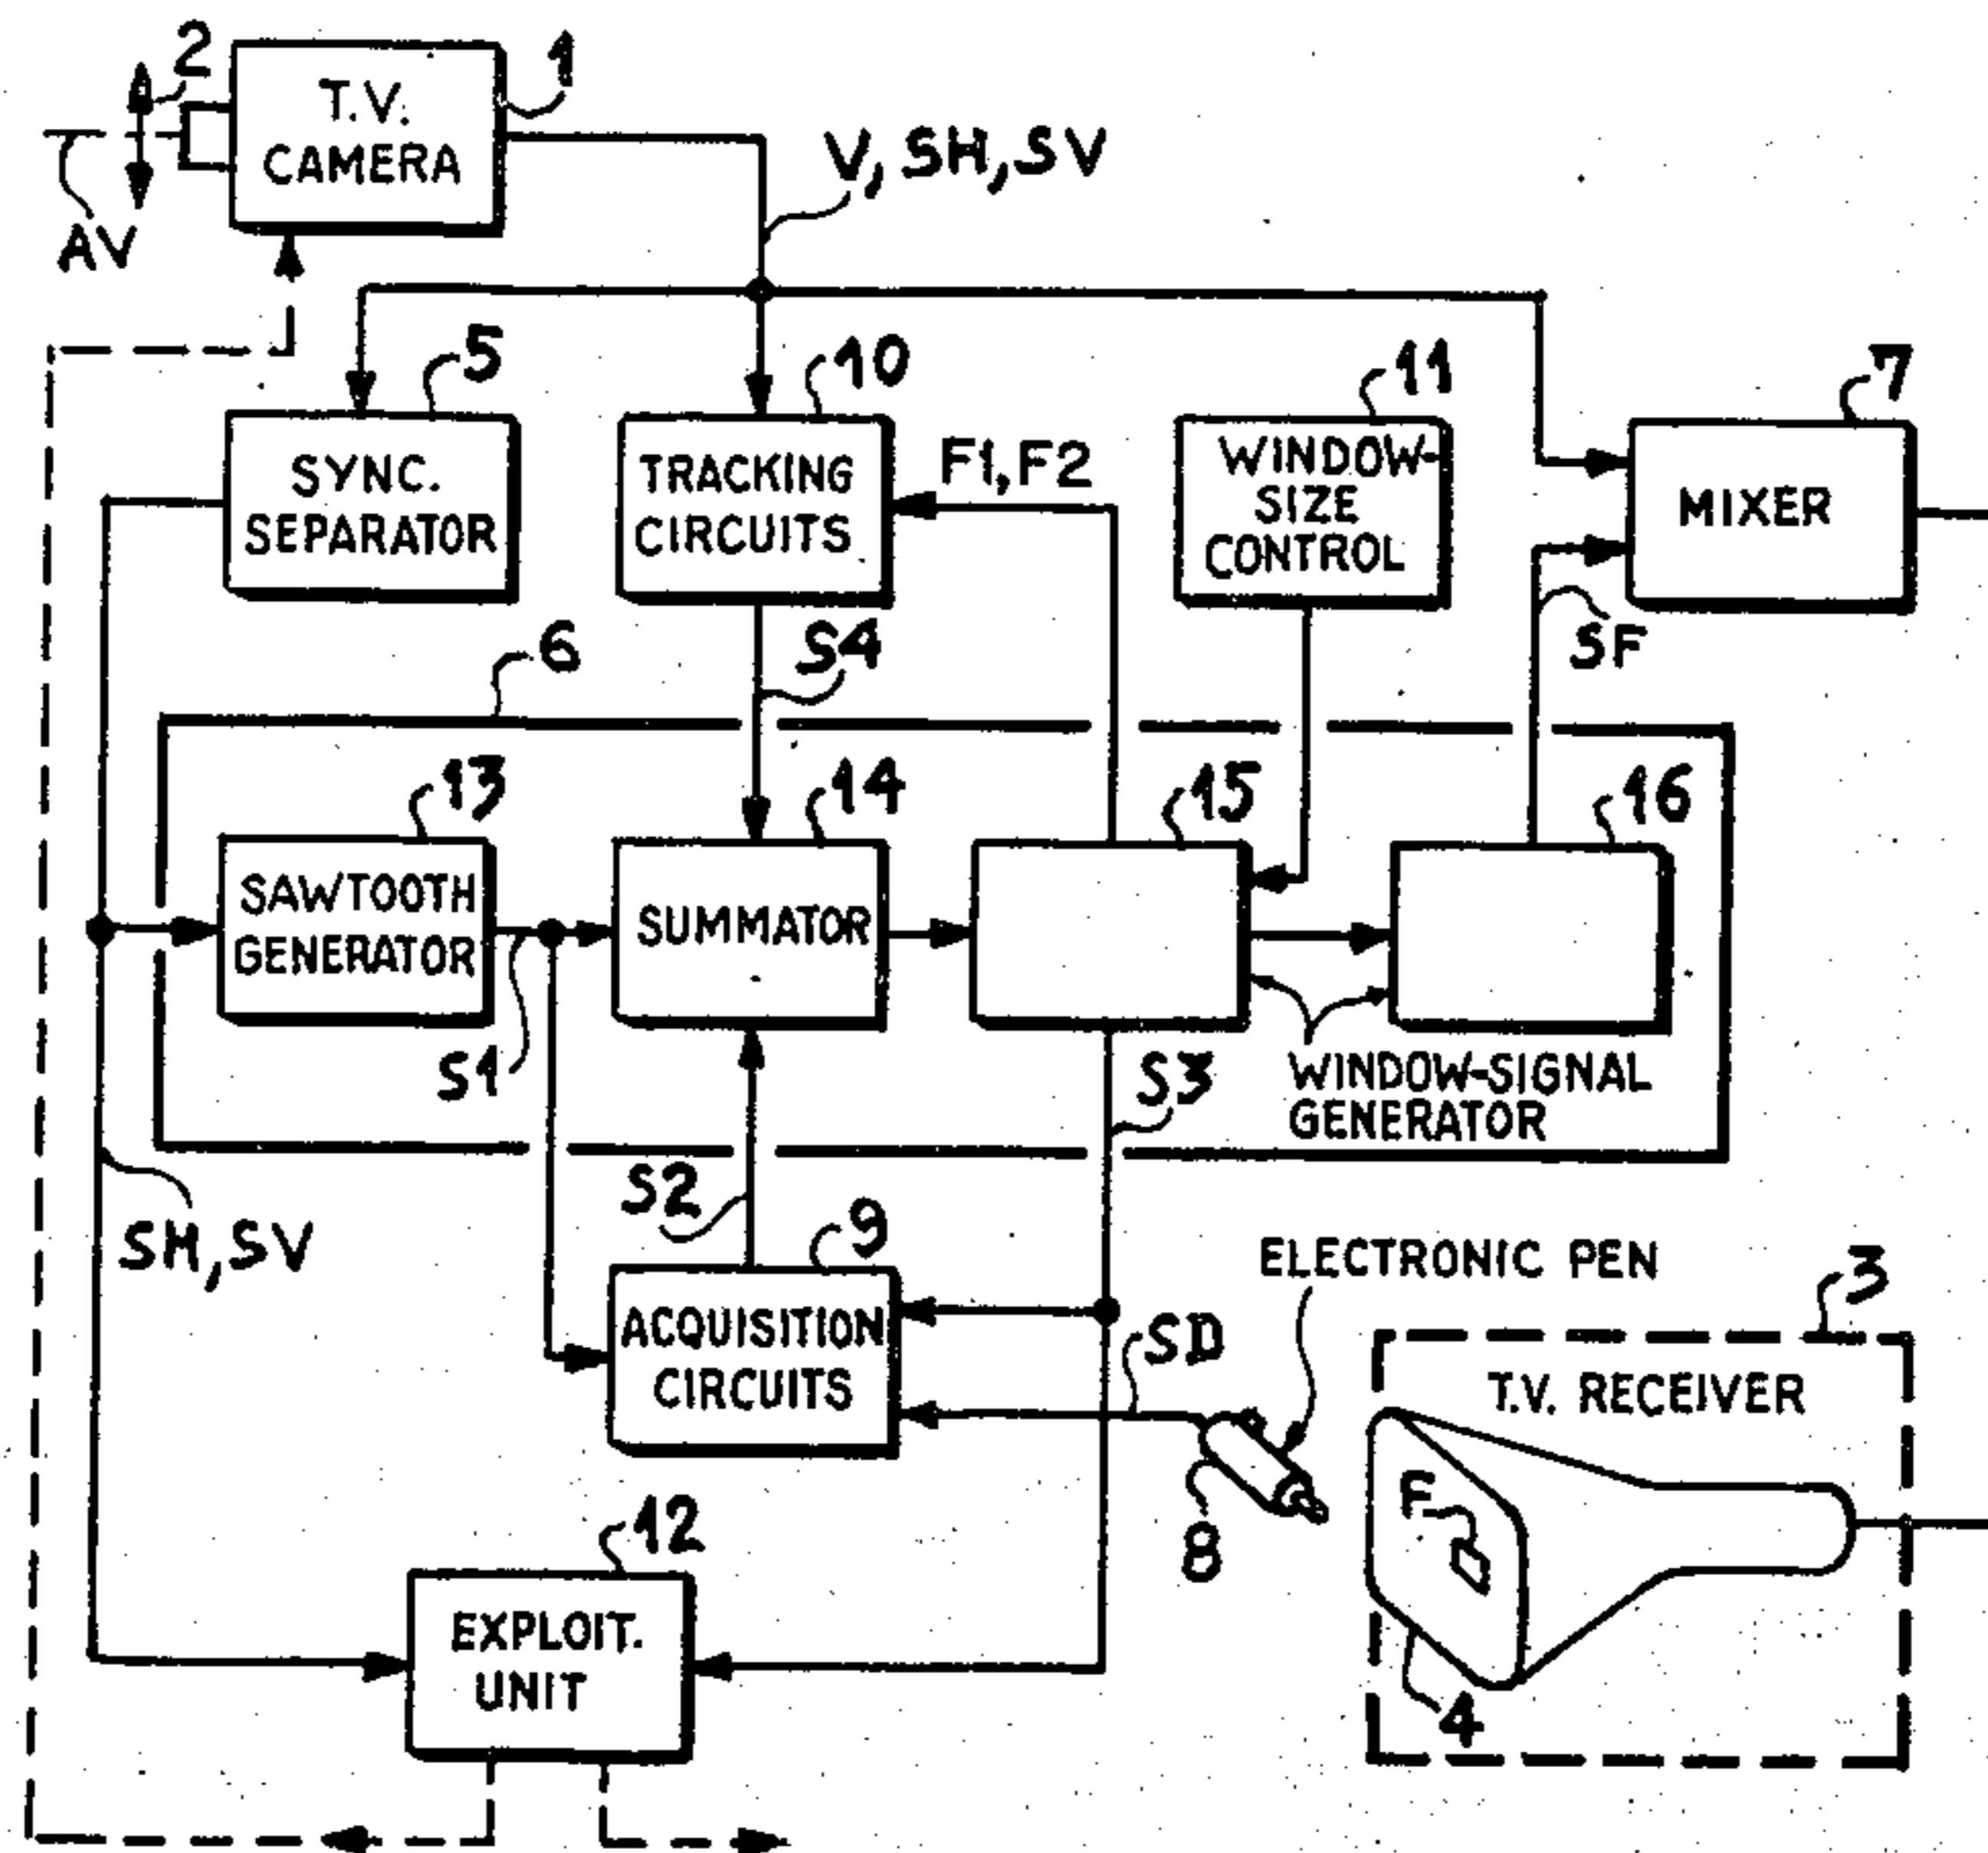 2
1
T.V.
CAMERA
V, SH, SV
AV
5
10
11
7
SYNC.
SEPARATOR
TRACKING
CIRCUITS
F1, F2
WINDOW-
SIZE
CONTROL
MIXER
6
S4
SF
13
14
15
16
SAWTOOTH
GENERATOR
SUMMATOR
S1
S3
WINDOW-SIGNAL
GENERATOR
S2
9
SH, SV
ELECTRONIC PEN
3
ACQUISITION
CIRCUITS
SD
T.V. RECEIVER
F
8
12
EXPLOIT.
UNIT
4